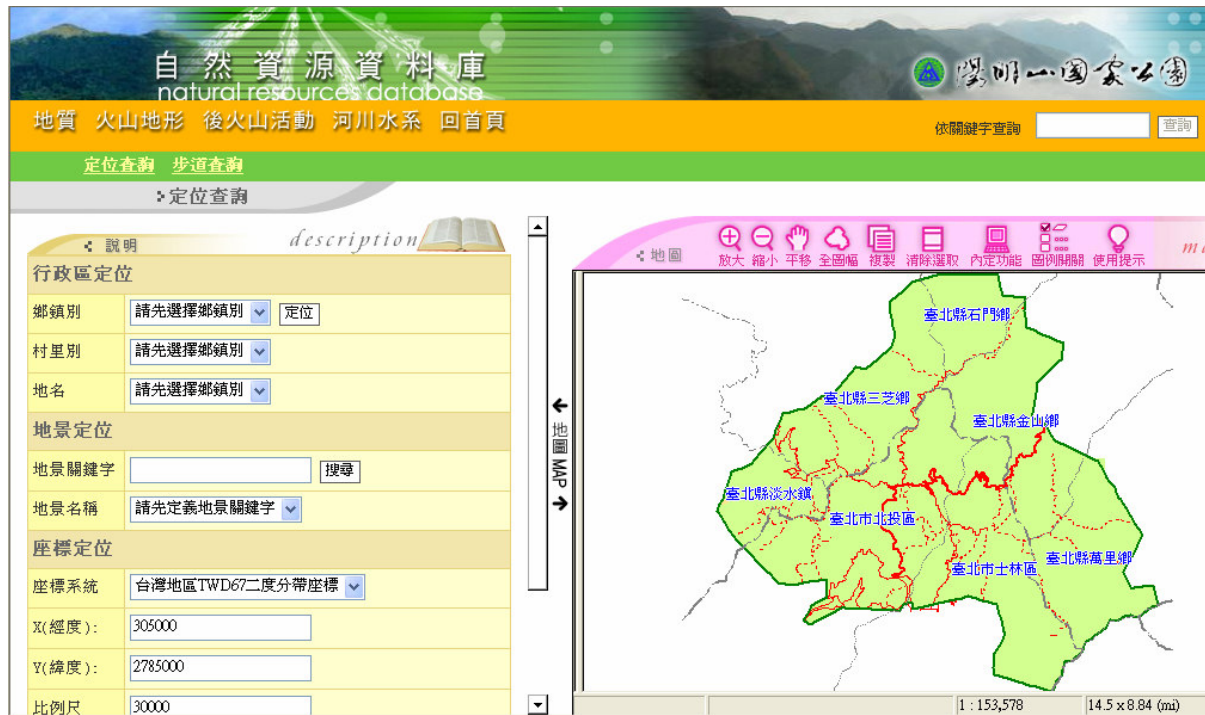 自然資源資料庫
natural resources database
陽明山國家公園
地質 火山地形 後火山活動 河川水系 回首頁
依關鍵字查詢 查詢
定位查詢 步道查詢
定位查詢
說明 description
行政區定位
鄉鎮別 請先選擇鄉鎮別 定位
村里別 請先選擇鄉鎮別
地名 請先選擇鄉鎮別
地景定位
地景關鍵字 搜尋
地景名稱 請先定義地景關鍵字
座標定位
座標系統 台灣地區TWD67二度分帶座標
X(經度): 305000
Y(緯度): 2785000
比例尺 30000
地圖 MAP
地圖
放大 縮小 平移 全圖幅 複製 清除選取 內定功能 圖例開關 使用提示
臺北縣石門鄉
臺北縣三芝鄉
臺北縣金山鄉
臺北縣淡水鎮
臺北市北投區
臺北縣萬里鄉
臺北市士林區
1 : 153,578 14.5 x 8.84 (mi)